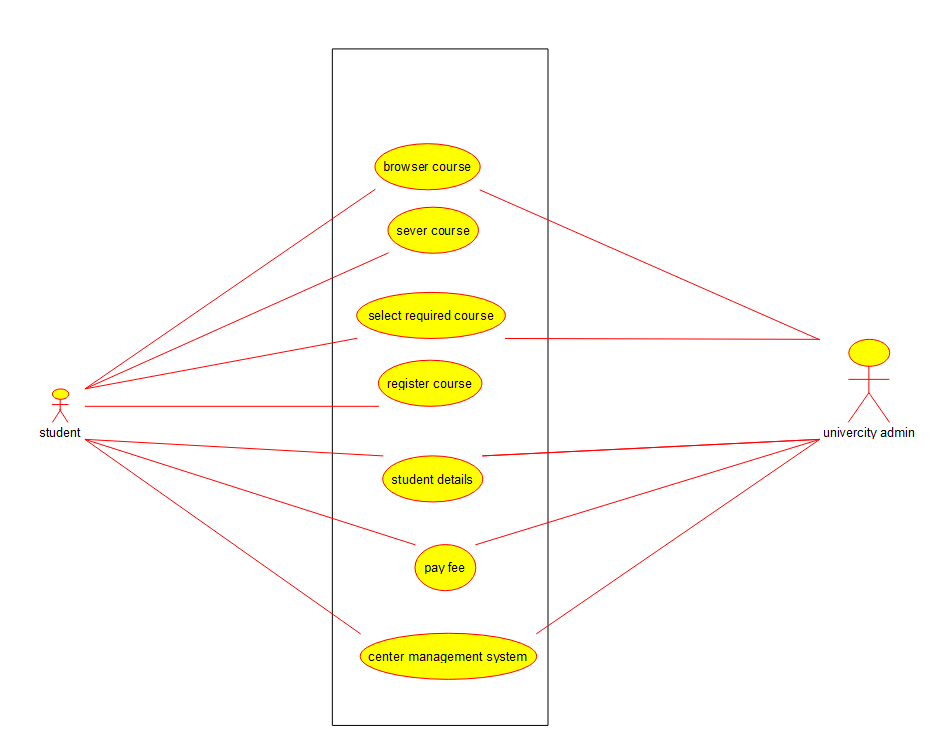 browser course
sever course
select required course
register course
student
univercity admin
student details
pay fee
center management system